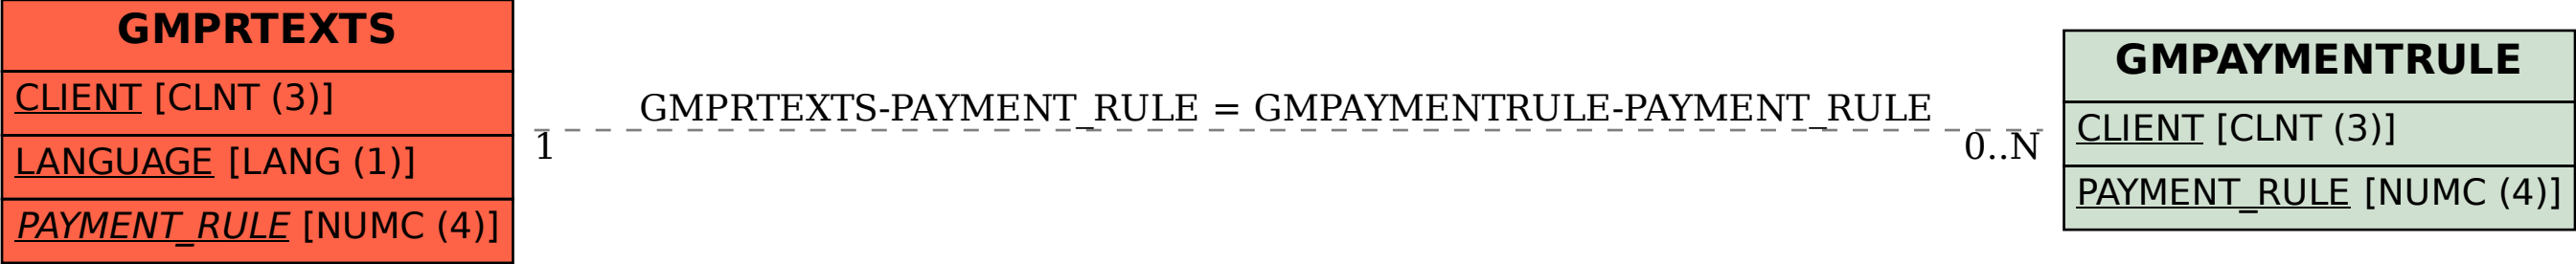 GMPRTEXTS
CLIENT [CLNT (3)]
LANGUAGE [LANG (1)]
PAYMENT_RULE [NUMC (4)]
GMPRTEXTS-PAYMENT_RULE = GMPAYMENTRULE-PAYMENT_RULE
1
0..N
GMPAYMENTRULE
CLIENT [CLNT (3)]
PAYMENT_RULE [NUMC (4)]